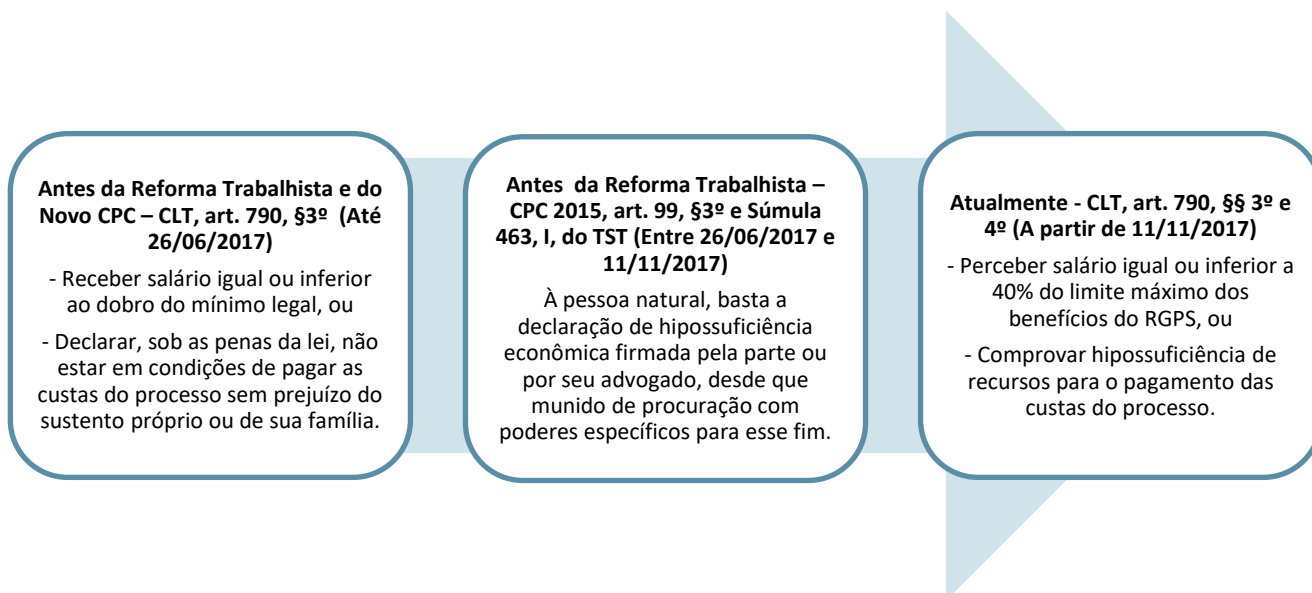 Antes da Reforma Trabalhista e do
Novo CPC – CLT, art. 790, §3º (Até
26/06/2017)
- Receber salário igual ou inferior
ao dobro do mínimo legal, ou
- Declarar, sob as penas da lei, não
estar em condições de pagar as
custas do processo sem prejuízo do
sustento próprio ou de sua família.
Antes da Reforma Trabalhista –
CPC 2015, art. 99, §3º e Súmula
463, I, do TST (Entre 26/06/2017 e
11/11/2017)
À pessoa natural, basta a
declaração de hipossuficiência
econômica firmada pela parte ou
por seu advogado, desde que
munido de procuração com
poderes específicos para esse fim.
Atualmente - CLT, art. 790, §§ 3º e
4º (A partir de 11/11/2017)
- Perceber salário igual ou inferior a
40% do limite máximo dos
benefícios do RGPS, ou
- Comprovar hipossuficiência de
recursos para o pagamento das
custas do processo.